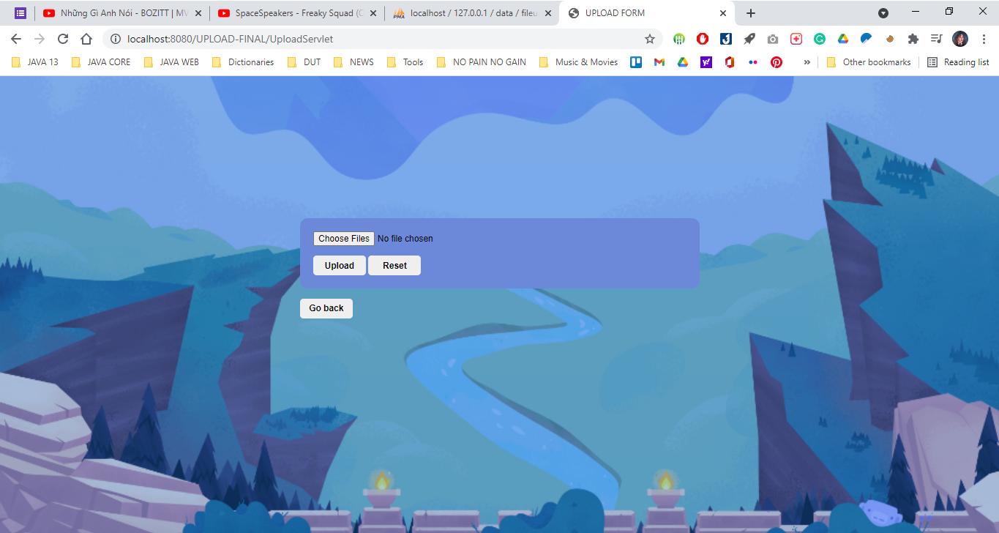 Những Gì Anh Nói - BOZITT | MV
SpaceSpeakers - Freaky Squad (O
PMA
localhost / 127.0.0.1 / data / fileu
UPLOAD FORM
localhost:8080/UPLOAD-FINAL/UploadServlet
JAVA 13
JAVA CORE
JAVA WEB
Dictionaries
DUT
NEWS
Tools
NO PAIN NO GAIN
Music & Movies
y!
»
Other bookmarks
Reading list
Choose Files No file chosen
Upload Reset
Go back